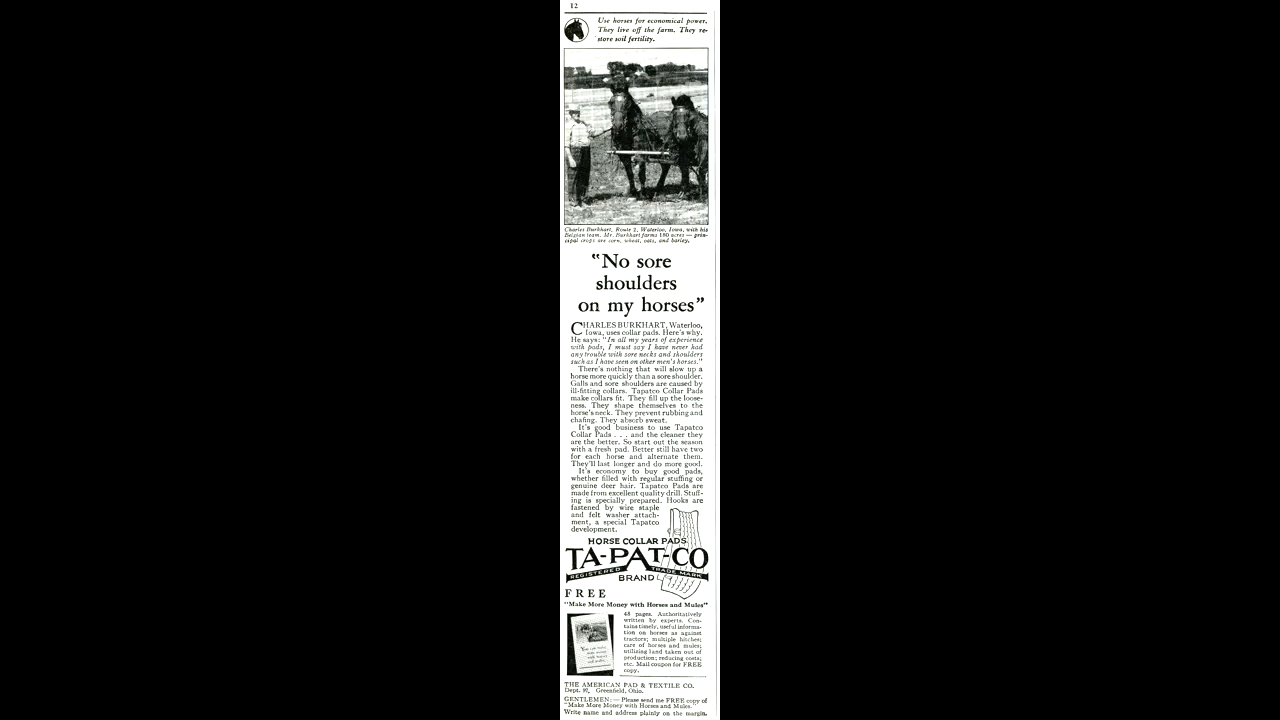 12
Use horses for economical power.
They live off the farm. They re-
store soil fertility.
Charles Burkhart, Route 2, Waterloo, Iowa, with his
Belgian team. Mr. Burkhart farms 180 acres — prin-
cipal crops are corn, wheat, oats, and barley.
"No sore
shoulders
on my horses"
CHARLES BURKHART, Waterloo,
Iowa, uses collar pads. Here's why.
He says: "In all my years of experience
with pads, I must say I have never had
any trouble with sore necks and shoulders
such as I have seen on other men's horses."
There's nothing that will slow up a
horse more quickly than a sore shoulder.
Galls and sore shoulders are caused by
ill-fitting collars. Tapatco Collar Pads
make collars fit. They fill up the loose-
ness. They shape themselves to the
horse's neck. They prevent rubbing and
chafing. They absorb sweat.
It's good business to use Tapatco
Collar Pads . . . and the cleaner they
are the better. So start out the season
with a fresh pad. Better still have two
for each horse and alternate them.
They'll last longer and do more good.
It's economy to buy good pads,
whether filled with regular stuffing or
genuine deer hair. Tapatco Pads are
made from excellent quality drill. Stuff-
ing is specially prepared. Hooks are
fastened by wire staple
and felt washer attach-
ment, a special Tapatco
development.
HORSE COLLAR PADS
TA-PAT-CO
REGISTERED TRADE MARK
BRAND
FREE
"Make More Money with Horses and Mules"
48 pages. Authoritatively
written by experts. Con-
tains timely, useful informa-
tion on horses as against
tractors; multiple hitches;
care of horses and mules;
utilizing land taken out of
production; reducing costs;
etc. Mail coupon for FREE
copy.
THE AMERICAN PAD & TEXTILE CO.
Dept. 97, Greenfield, Ohio.
GENTLEMEN:— Please send me FREE copy of
"Make More Money with Horses and Mules."
Write name and address plainly on the margin.